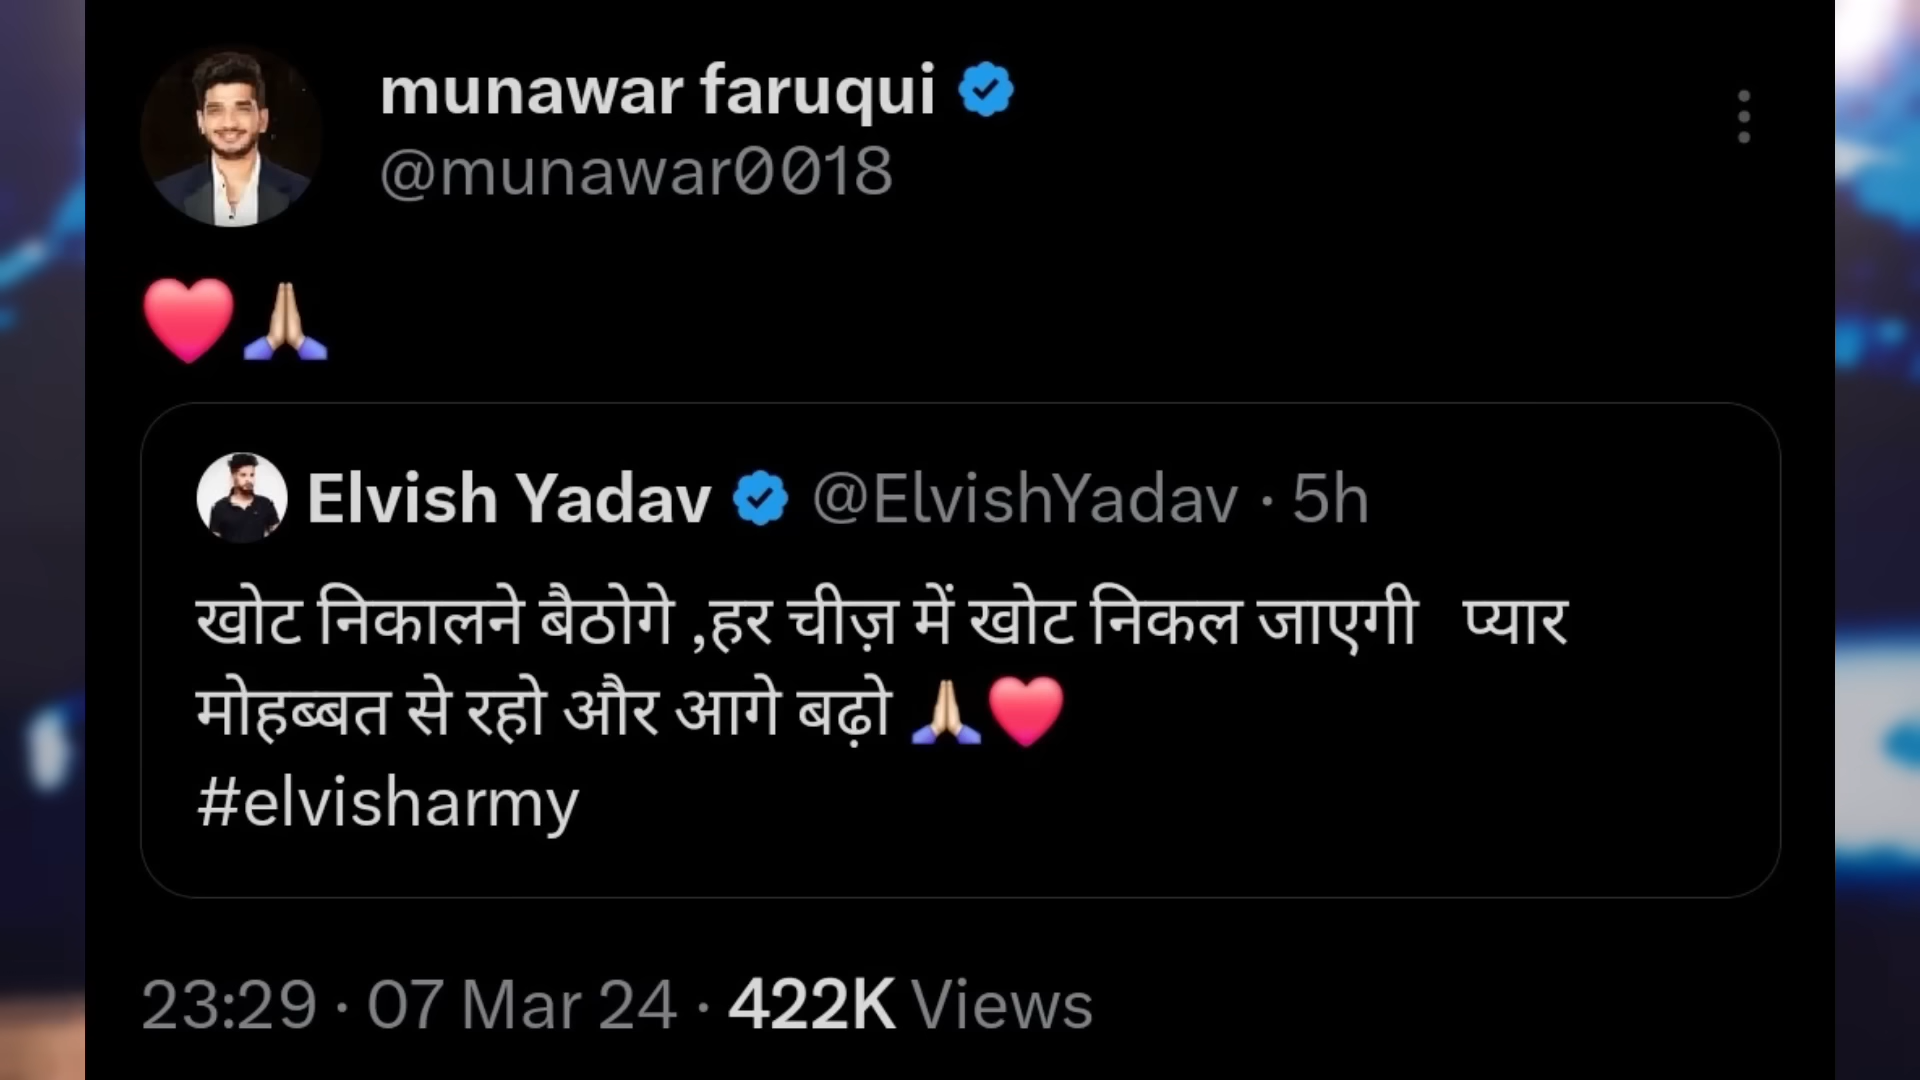 munawar faruqui
@munawar0018
❤️🙏🏼
Elvish Yadav @ElvishYadav · 5h
खोट निकालने बैठोगे ,हर चीज़ में खोट निकल जाएगी   प्यार
मोहब्बत से रहो और आगे बढ़ो 🙏🏼❤️
#elvisharmy
23:29 · 07 Mar 24 · 422K Views